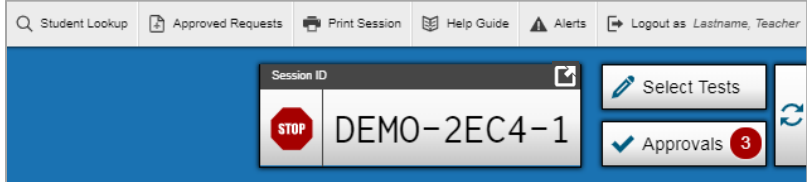 Student Lookup Approved Requests Print Session Help Guide Alerts Logout as Lastname, Teacher
Session ID
STOP DEMO-2EC4-1
Select Tests
Approvals 3